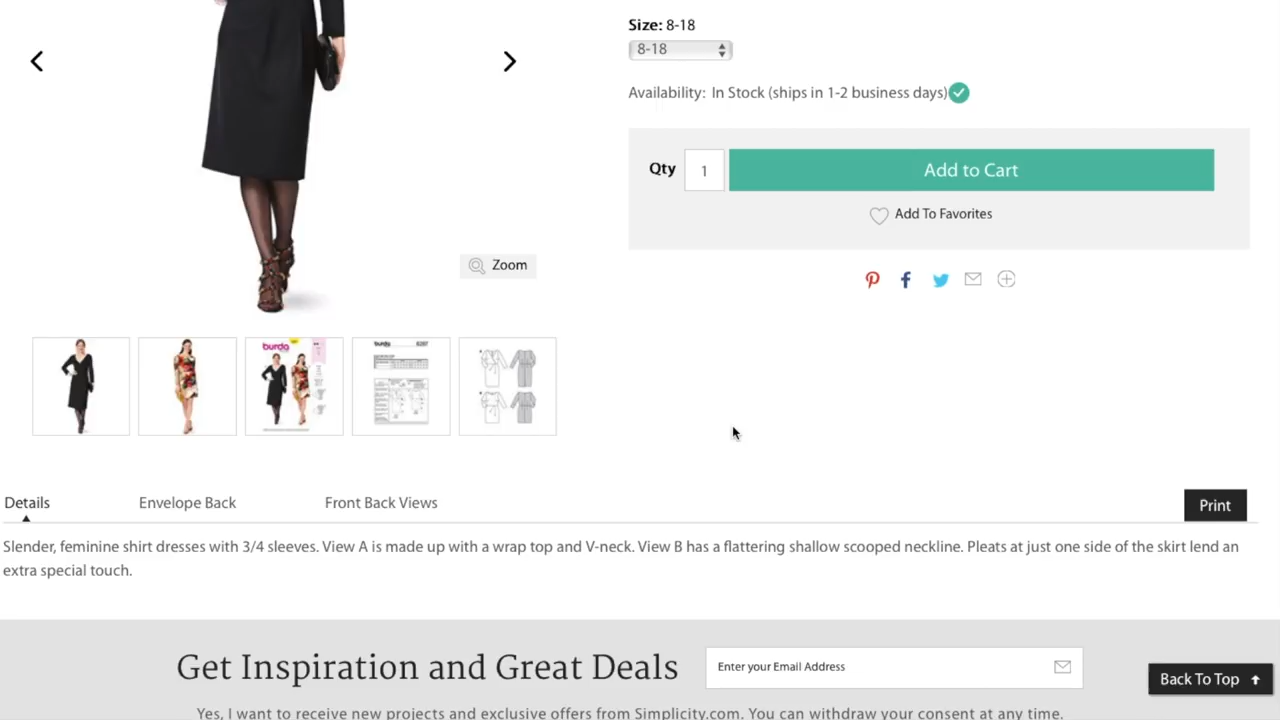 Size: 8-18
8-18
Availability: In Stock (ships in 1-2 business days)
Qty 1 Add to Cart
Add To Favorites
Zoom
burda
burda 6287
Details Envelope Back Front Back Views Print
Slender, feminine shirt dresses with 3/4 sleeves. View A is made up with a wrap top and V-neck. View B has a flattering shallow scooped neckline. Pleats at just one side of the skirt lend an
extra special touch.
Get Inspiration and Great Deals Enter your Email Address
Back To Top
Yes, I want to receive new projects and exclusive offers from Simplicity.com. You can withdraw your consent at any time.